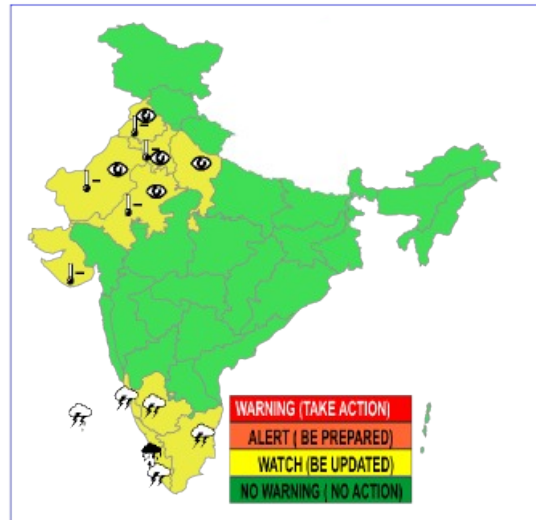 WARNING (TAKE ACTION)
ALERT ( BE PREPARED)
WATCH (BE UPDATED)
NO WARNING ( NO ACTION)